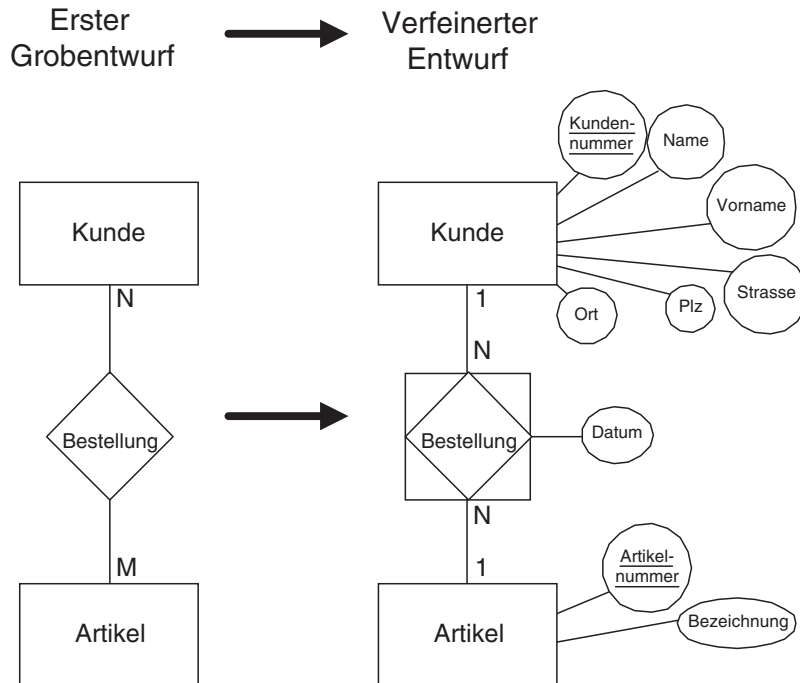 Erster
Grobentwurf
Verfeinerter
Entwurf
Kunden-
nummer
Name
Vorname
Kunde
Kunde
Strasse
Plz
Ort
N
1
N
Bestellung
Bestellung
Datum
N
M
1
Artikel-
nummer
Bezeichnung
Artikel
Artikel